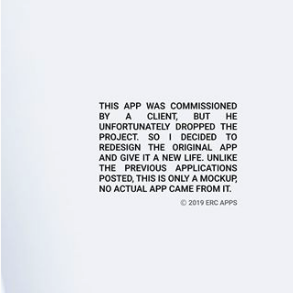 THIS APP WAS COMMISSIONED
BY A CLIENT, BUT HE
UNFORTUNATELY DROPPED THE
PROJECT. SO I DECIDED TO
REDESIGN THE ORIGINAL APP
AND GIVE IT A NEW LIFE. UNLIKE
THE PREVIOUS APPLICATIONS
POSTED, THIS IS ONLY A MOCKUP,
NO ACTUAL APP CAME FROM IT.
© 2019 ERC APPS